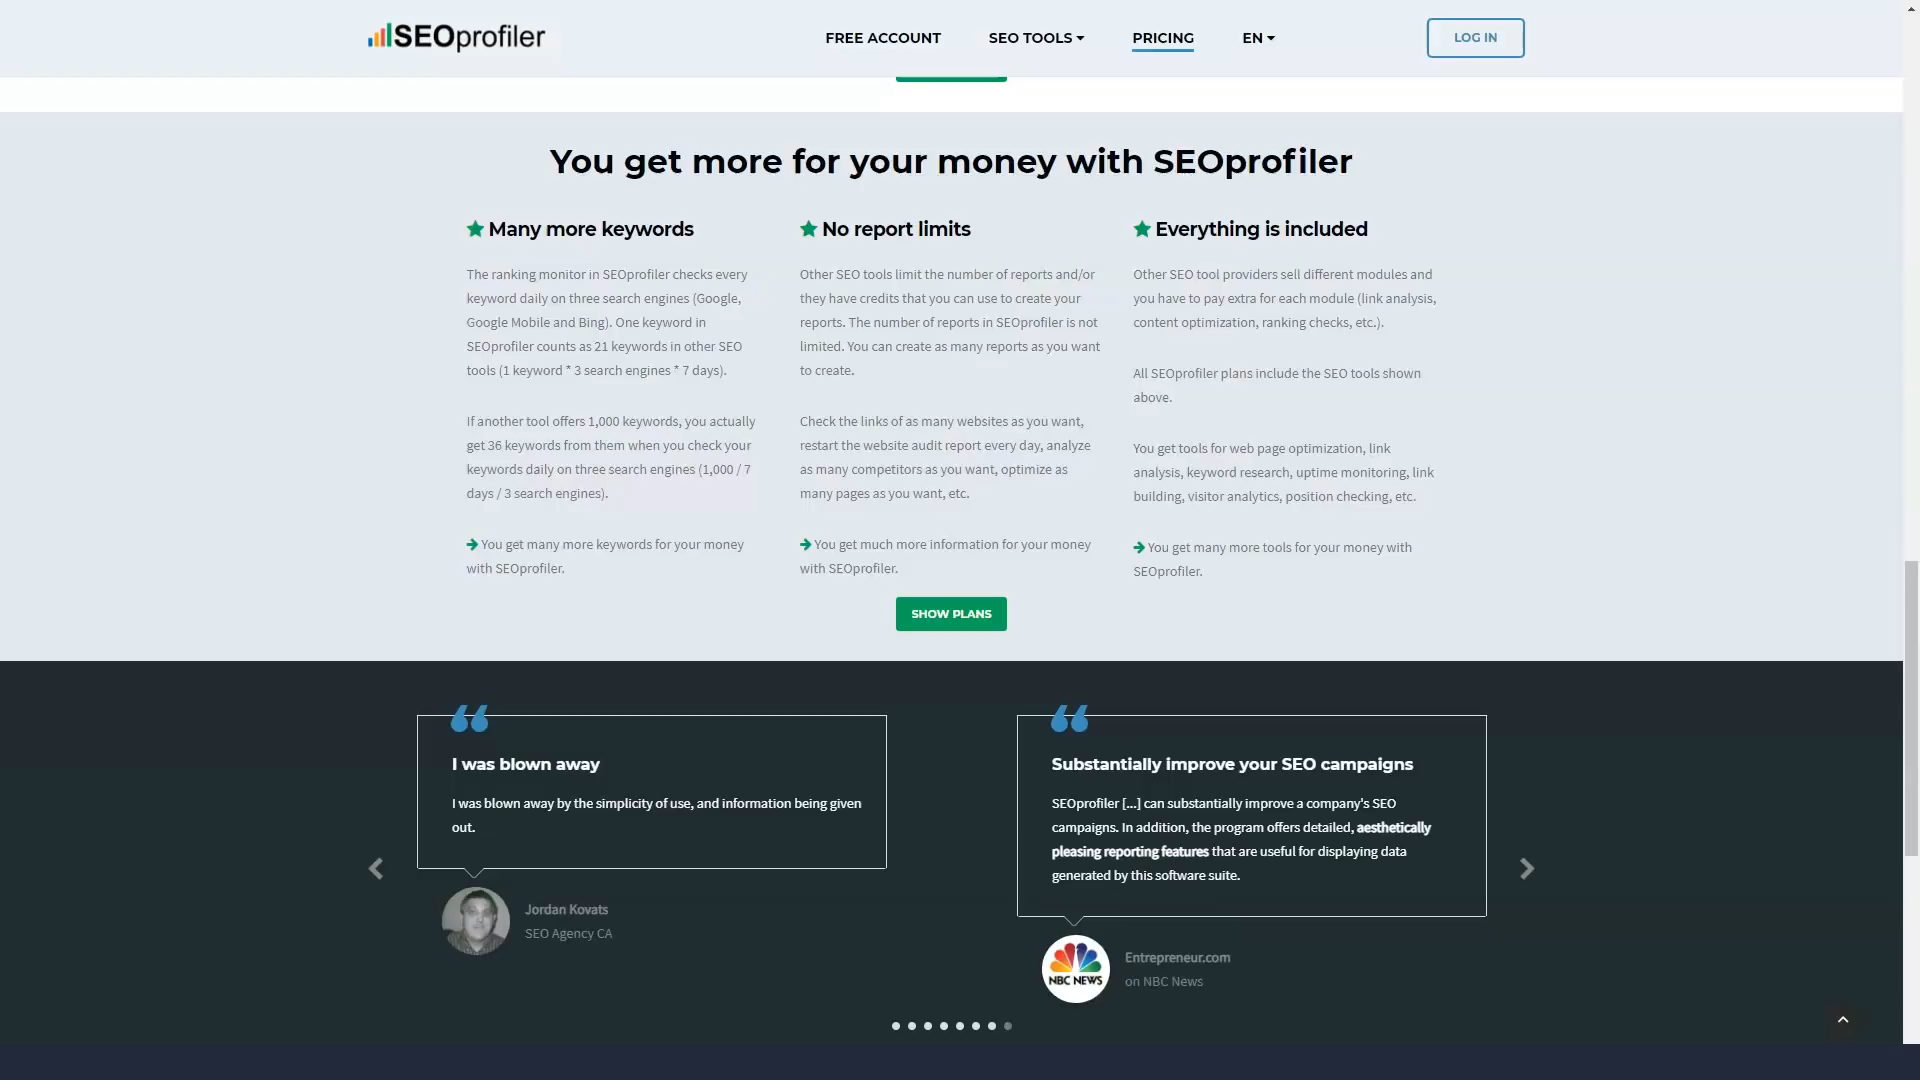 SEOprofiler
FREE ACCOUNT
SEO TOOLS
PRICING
EN
LOG IN
You get more for your money with SEOprofiler
Many more keywords
The ranking monitor in SEOprofiler checks every
keyword daily on three search engines (Google,
Google Mobile and Bing). One keyword in
SEOprofiler counts as 21 keywords in other SEO
tools (1 keyword * 3 search engines * 7 days).
If another tool offers 1,000 keywords, you actually
get 36 keywords from them when you check your
keywords daily on three search engines (1,000 / 7
days / 3 search engines).
You get many more keywords for your money
with SEOprofiler.
No report limits
Other SEO tools limit the number of reports and/or
they have credits that you can use to create your
reports. The number of reports in SEOprofiler is not
limited. You can create as many reports as you want
to create.
Check the links of as many websites as you want,
restart the website audit report every day, analyze
as many competitors as you want, optimize as
many pages as you want, etc.
You get much more information for your money
with SEOprofiler.
Everything is included
Other SEO tool providers sell different modules and
you have to pay extra for each module (link analysis,
content optimization, ranking checks, etc.).
All SEOprofiler plans include the SEO tools shown
above.
You get tools for web page optimization, link
analysis, keyword research, uptime monitoring, link
building, visitor analytics, position checking, etc.
You get many more tools for your money with
SEOprofiler.
SHOW PLANS
I was blown away
I was blown away by the simplicity of use, and information being given
out.
Jordan Kovats
SEO Agency CA
Substantially improve your SEO campaigns
SEOprofiler [...] can substantially improve a company's SEO
campaigns. In addition, the program offers detailed, aesthetically
pleasing reporting features that are useful for displaying data
generated by this software suite.
NBC NEWS
Entrepreneur.com
on NBC News